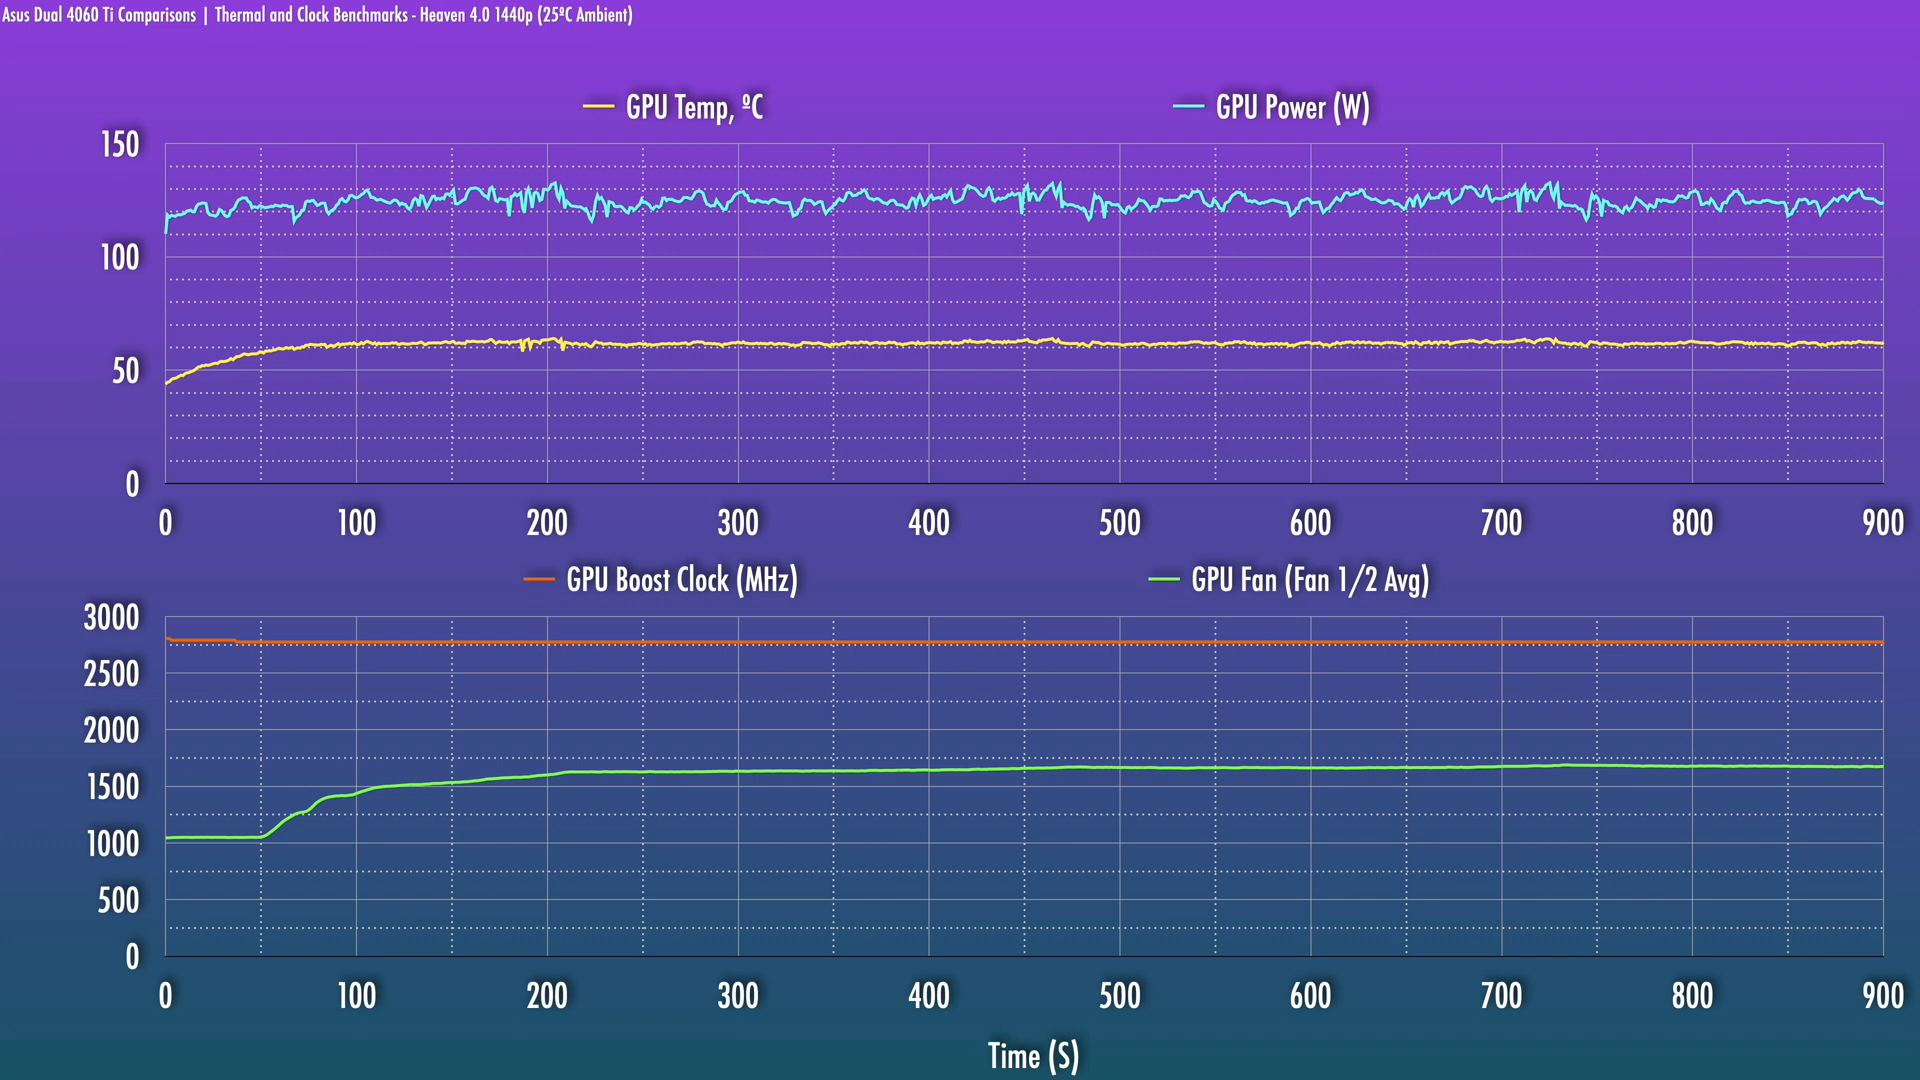 Asus Dual 4060 Ti Comparisons | Thermal and Clock Benchmarks - Heaven 4.0 1440p (25ºC Ambient)
GPU Temp, ºC GPU Power (W)
150
100
50
0
0 100 200 300 400 500 600 700 800 900
GPU Boost Clock (MHz) GPU Fan (Fan 1/2 Avg)
3000
2500
2000
1500
1000
500
0
0 100 200 300 400 500 600 700 800 900
Time (S)